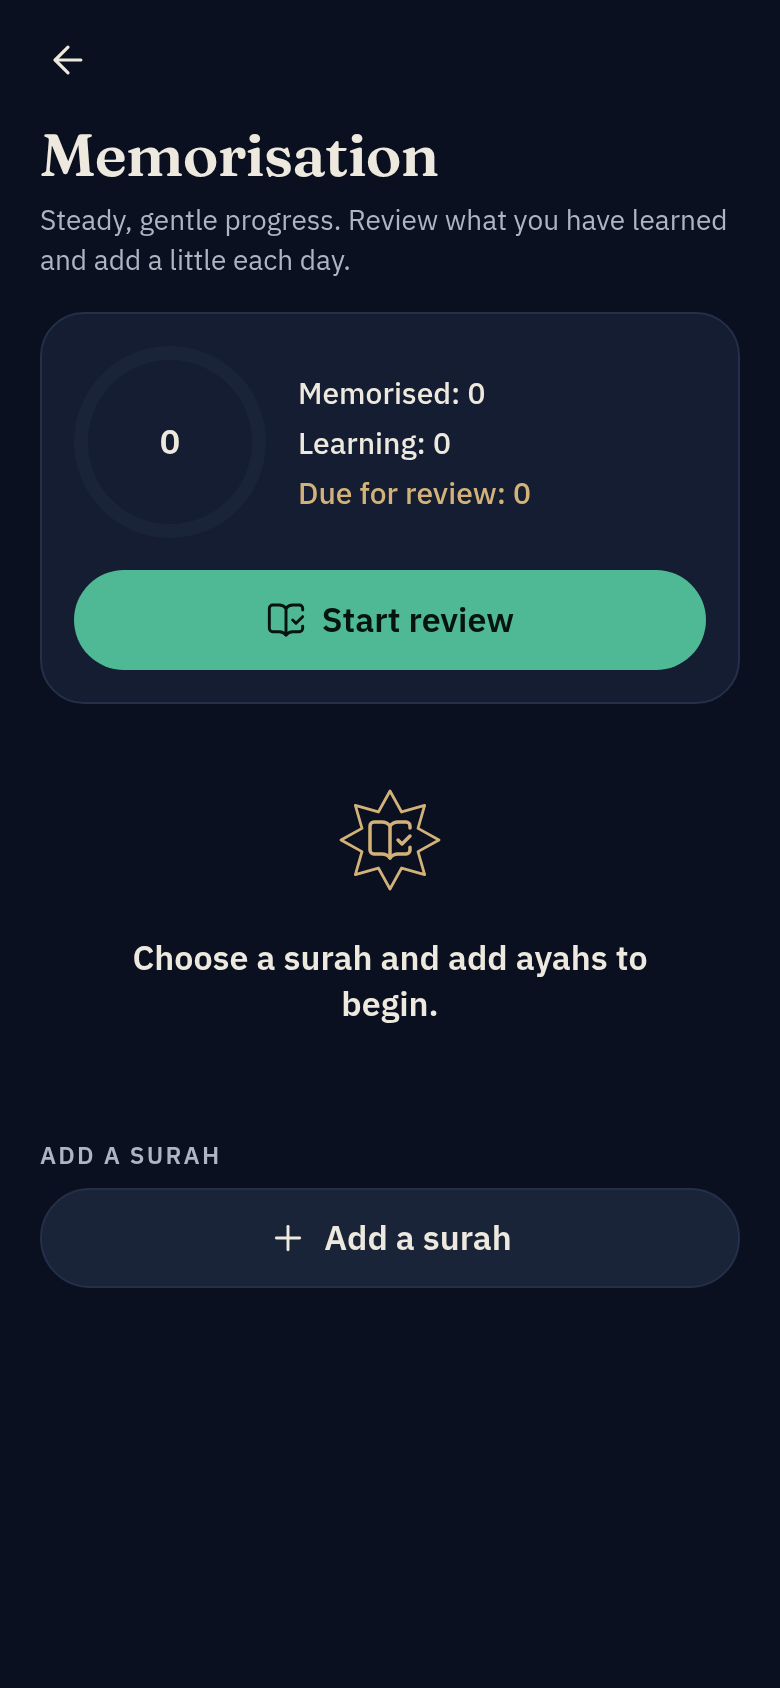 Memorisation
Steady, gentle progress. Review what you have learned
and add a little each day.
0
Memorised: 0
Learning: 0
Due for review: 0
Start review
Choose a surah and add ayahs to
begin.
ADD A SURAH
Add a surah